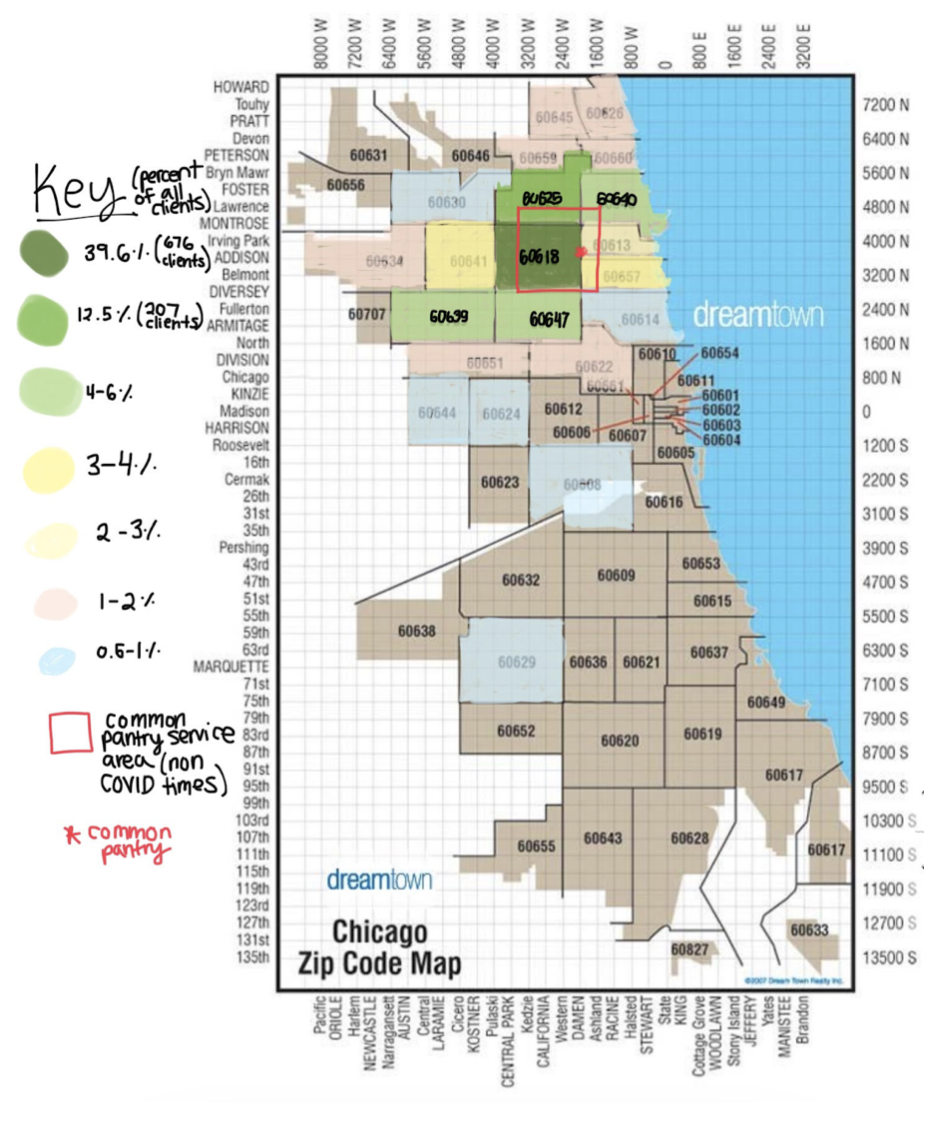 8000 W
7200 W
6400 W
5600 W
4800 W
4000 W
3200 W
2400 W
1600 W
800 W
0
800 E
1600 E
2400 E
3200 E
Key (percent
of all
clients)
39.6% (676
clients)
12.5% (207
clients)
4-6%
3-4%
2-3%
1-2%
0.5-1%
common
pantry service
area (non
COVID times)
* common
pantry
HOWARD
Touhy
PRATT
Devon
PETERSON
Bryn Mawr
FOSTER
Lawrence
MONTROSE
Irving Park
ADDISON
Belmont
DIVERSEY
Fullerton
ARMITAGE
North
DIVISION
Chicago
KINZIE
Madison
HARRISON
Roosevelt
16th
Cermak
26th
31st
35th
Pershing
43rd
47th
51st
55th
59th
63rd
MARQUETTE
71st
75th
79th
83rd
87th
91st
95th
99th
103rd
107th
111th
115th
119th
123rd
127th
131st
135th
60645
60626
60631
60646
60659
60660
60656
60630
60625
60640
60634
60641
60618
60613
60657
60707
60639
60647
60614
dreamtown
60651
60622
60610
60654
60661
60611
60644
60624
60612
60601
60602
60606
60607
60603
60604
60605
60623
60608
60616
60632
60609
60653
60615
60638
60629
60636
60621
60637
60649
60652
60620
60619
60617
60655
60643
60628
60617
60633
60827
dreamtown
Chicago
Zip Code Map
©2007 Dream Town Realty Inc.
7200 N
6400 N
5600 N
4800 N
4000 N
3200 N
2400 N
1600 N
800 N
0
1200 S
2200 S
3100 S
3900 S
4700 S
5500 S
6300 S
7100 S
7900 S
8700 S
9500 S
10300 S
11100 S
11900 S
12700 S
13500 S
Pacific
ORIOLE
Harlem
NEWCASTLE
Narragansett
AUSTIN
Central
LARAMIE
Cicero
KOSTNER
Pulaski
CENTRAL PARK
Kedzie
CALIFORNIA
Western
DAMEN
Ashland
RACINE
Halsted
STEWART
State
KING
Cottage Grove
WOODLAWN
Stony Island
JEFFERY
Yates
MANISTEE
Brandon